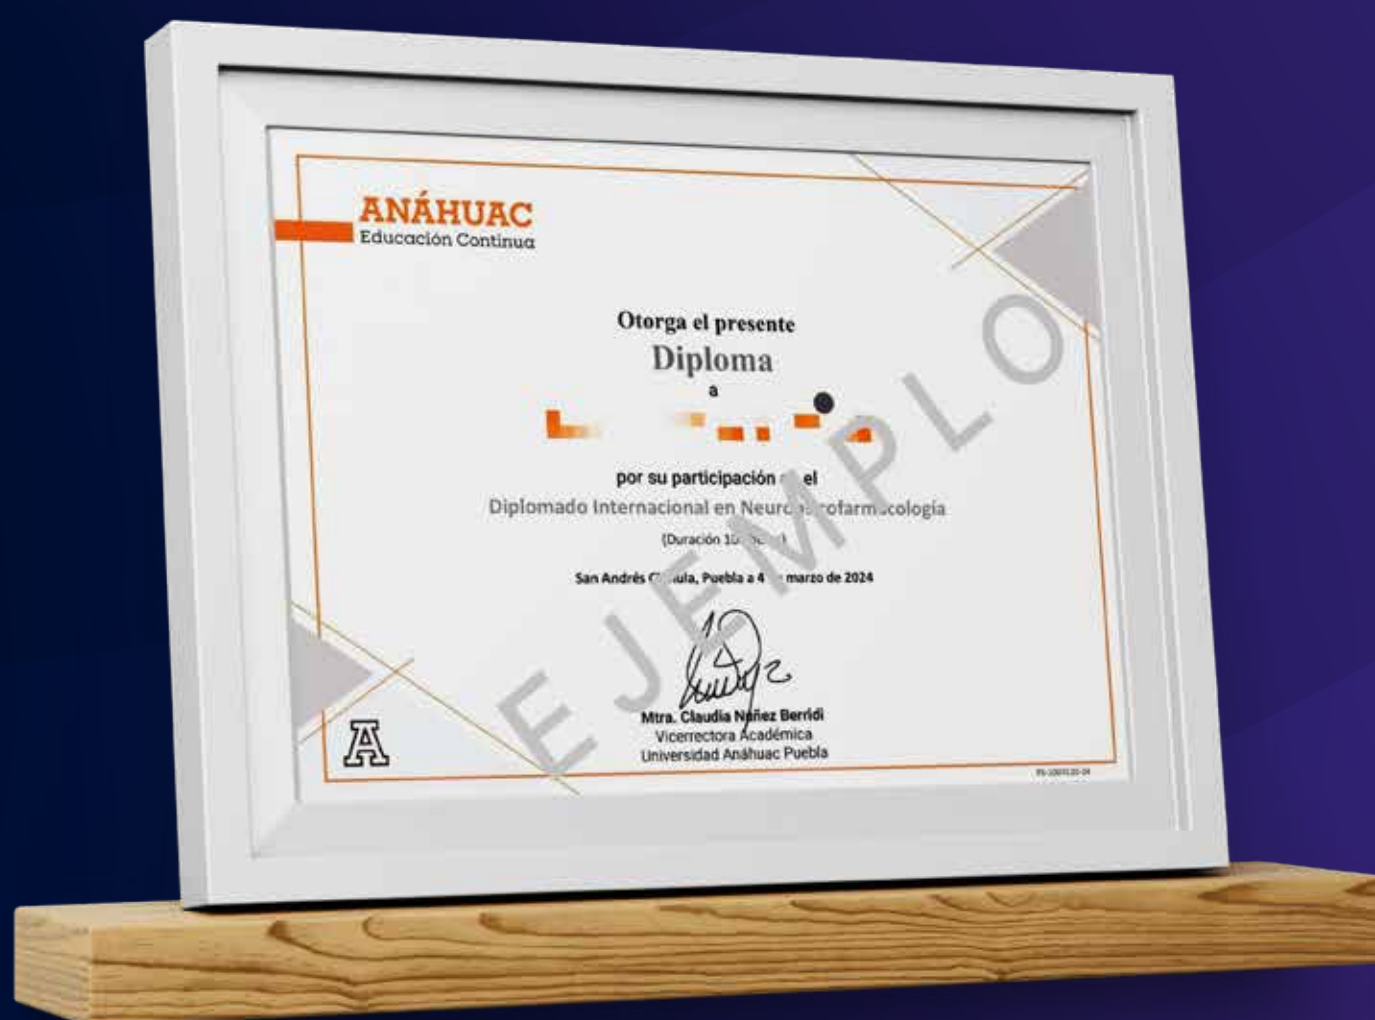 ANÁHUAC
Educación Continua
Otorga el presente
Diploma
a
por su participación el
Diplomado Internacional en
(Duración
San Andrés Puebla a 4 marzo de 2024
EJEMPLO
Mtra. Claudia Núñez Berridi
Vicerrectora Académica
Universidad Anáhuac Puebla
A